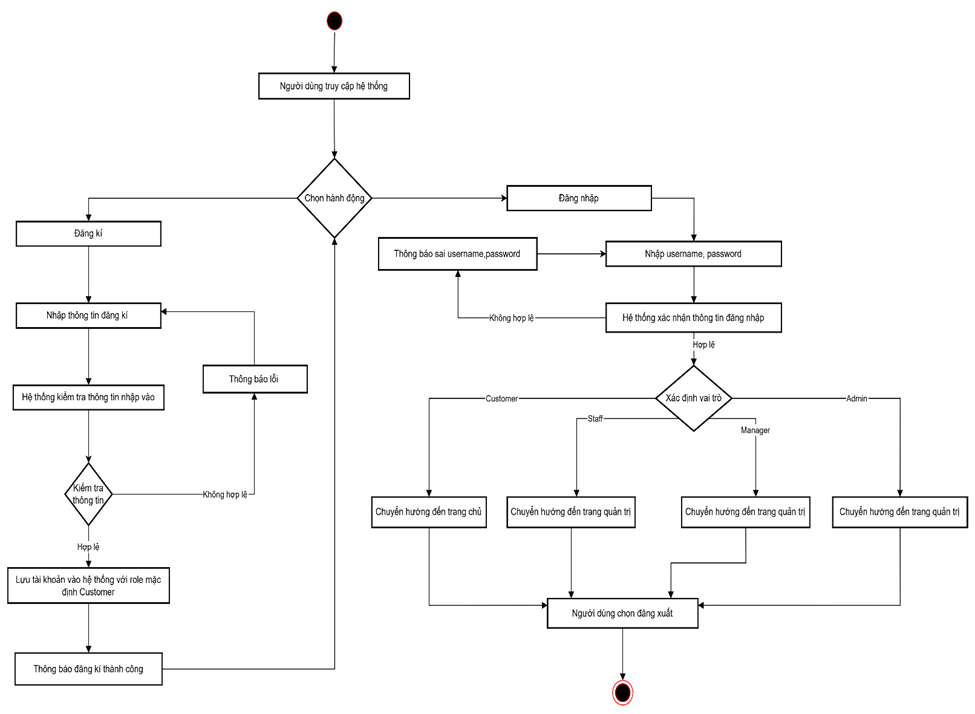 Người dùng truy cập hệ thống
Chọn hành động
Đăng nhập
Đăng kí
Thông báo sai username,password
Nhập username, password
Nhập thông tin đăng kí
Không hợp lệ
Hệ thống xác nhận thông tin đăng nhập
Hợp lệ
Thông báo lỗi
Hệ thống kiểm tra thông tin nhập vào
Customer
Xác định vai trò
Admin
Staff
Manager
Kiểm tra
thông tin
Không hợp lệ
Chuyển hướng đến trang chủ
Chuyển hướng đến trang quản trị
Chuyển hướng đến trang quản trị
Chuyển hướng đến trang quản trị
Hợp lệ
Lưu tài khoản vào hệ thống với role mặc
định Customer
Người dùng chọn đăng xuất
Thông báo đăng kí thành công